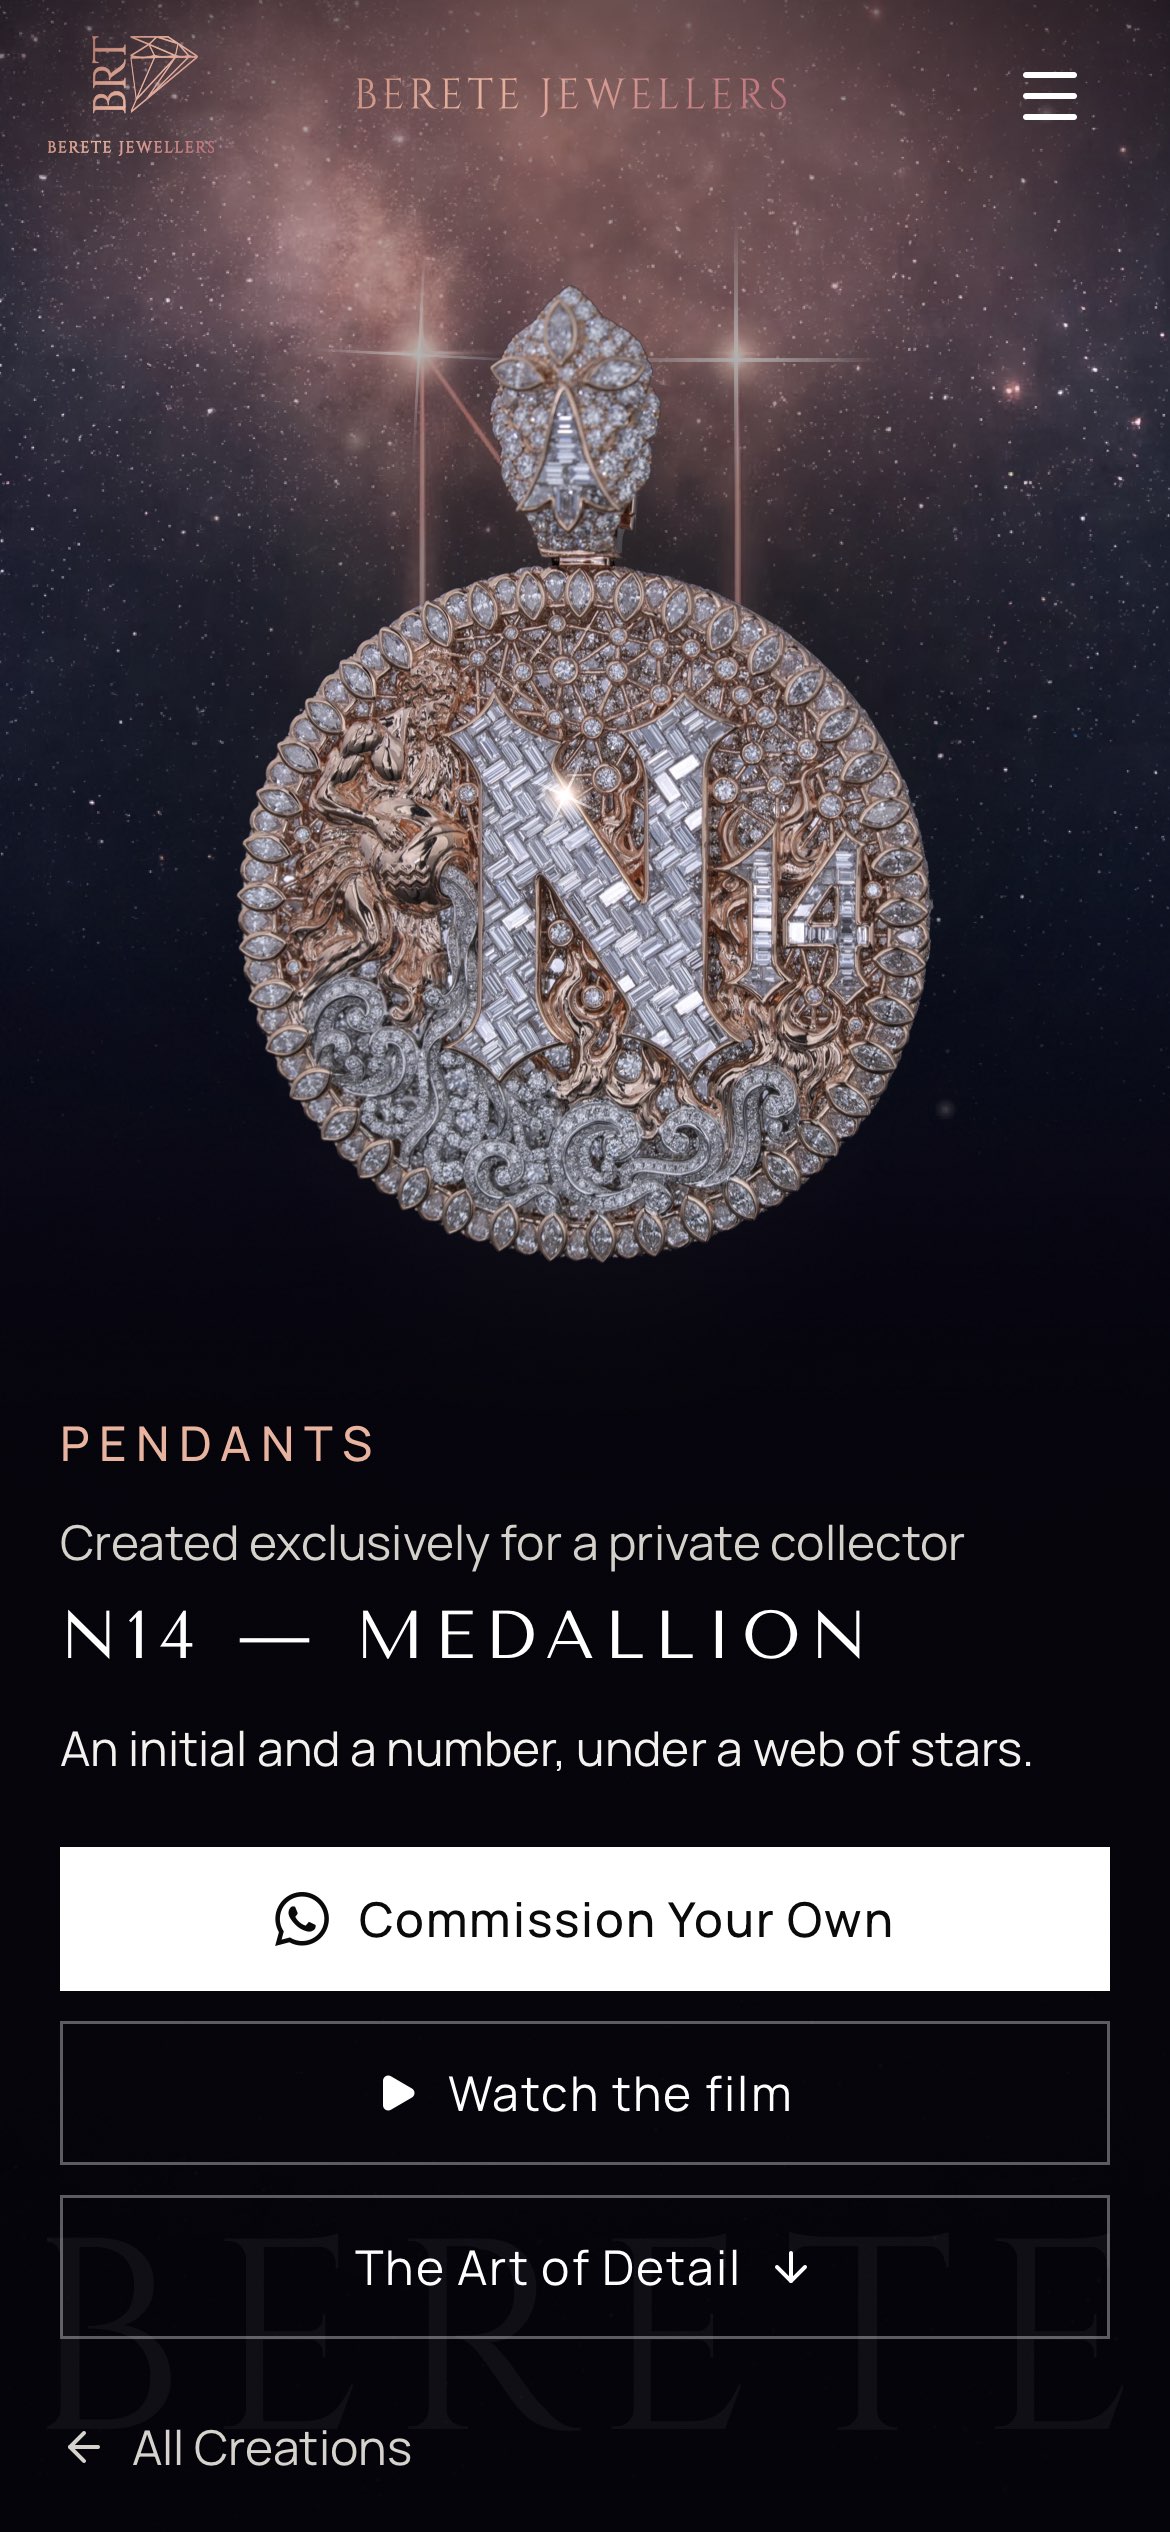 BRT
BERETE JEWELLERS
BERETE JEWELLERS
N14
PENDANTS
Created exclusively for a private collector
N14 — MEDALLION
An initial and a number, under a web of stars.
Commission Your Own
Watch the film
The Art of Detail
BERETE
All Creations